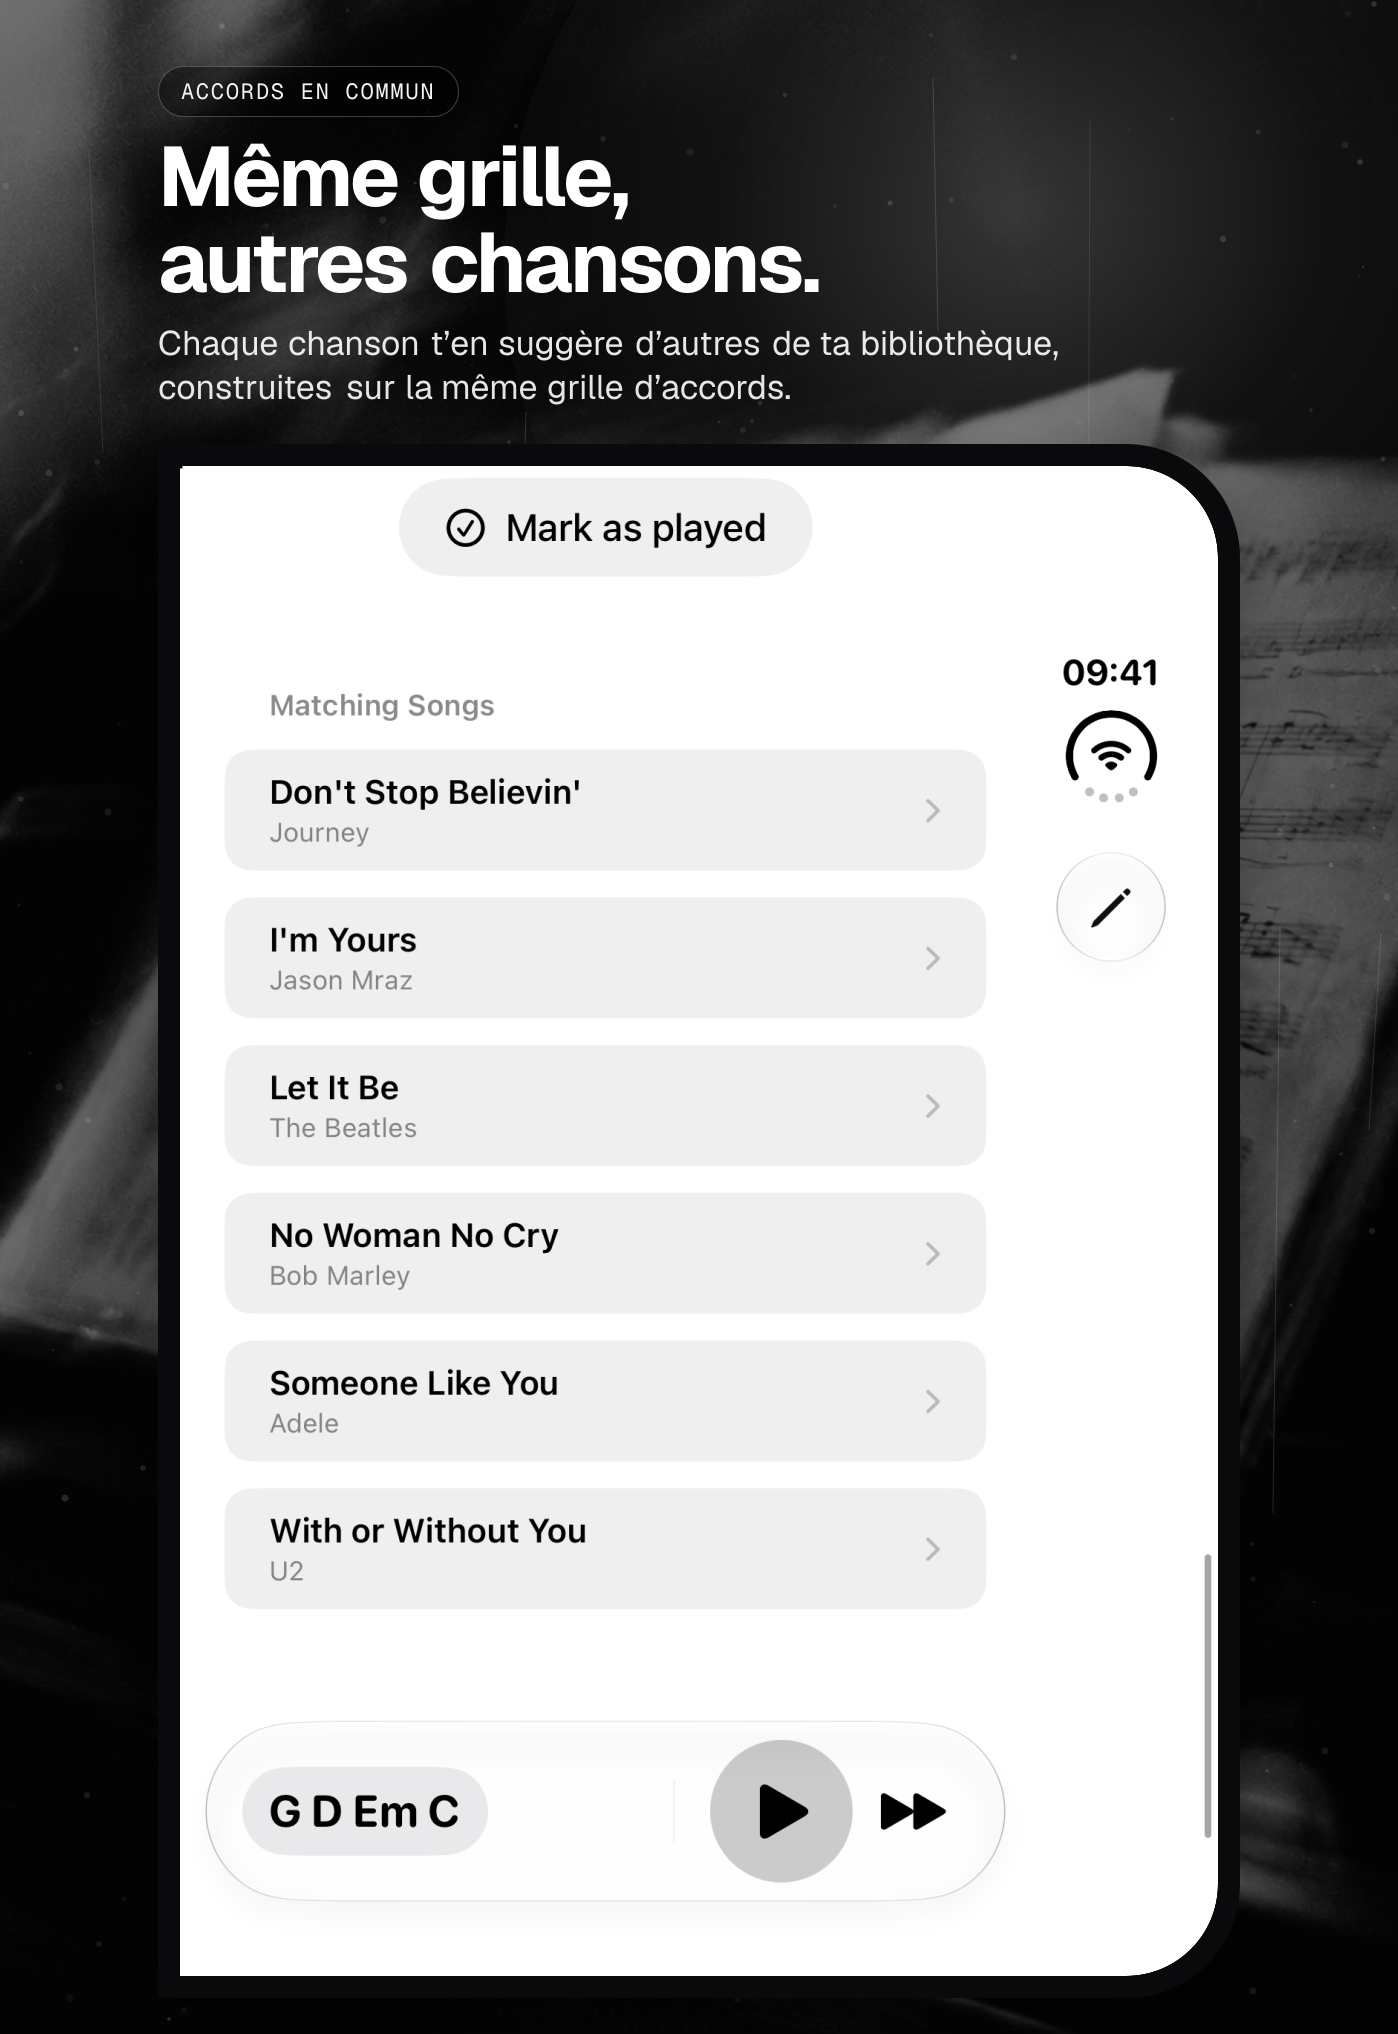 ACCORDS EN COMMUN
Même grille,
autres chansons.
Chaque chanson t’en suggère d’autres de ta bibliothèque,
construites sur la même grille d’accords.
Mark as played
09:41
Matching Songs
Don't Stop Believin'
Journey
I'm Yours
Jason Mraz
Let It Be
The Beatles
No Woman No Cry
Bob Marley
Someone Like You
Adele
With or Without You
U2
G D Em C